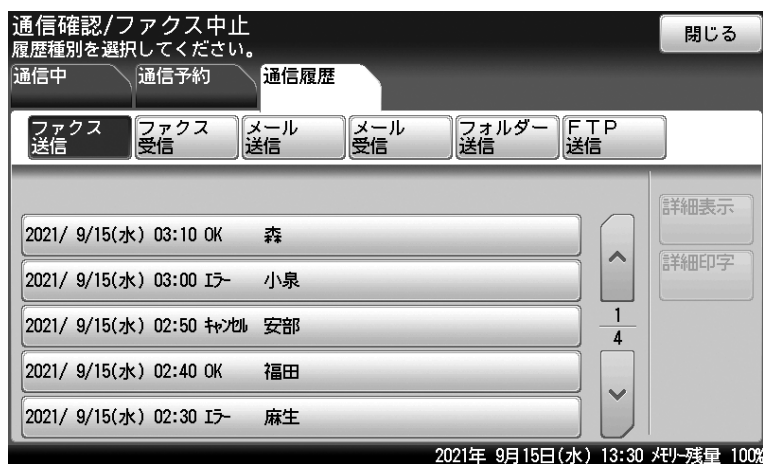 通信確認/ファクス中止
履歴種別を選択してください。
閉じる
通信中
通信予約
通信履歴
ファクス
送信
ファクス
受信
メール
送信
メール
受信
フォルダー
送信
FTP
送信
詳細表示
詳細印字
2021/ 9/15(水) 03:10 OK 森
2021/ 9/15(水) 03:00 エラー 小泉
2021/ 9/15(水) 02:50 キャンセル 安部
2021/ 9/15(水) 02:40 OK 福田
2021/ 9/15(水) 02:30 エラー 麻生
1
4
2021年 9月15日(水) 13:30 メモリー残量 100%